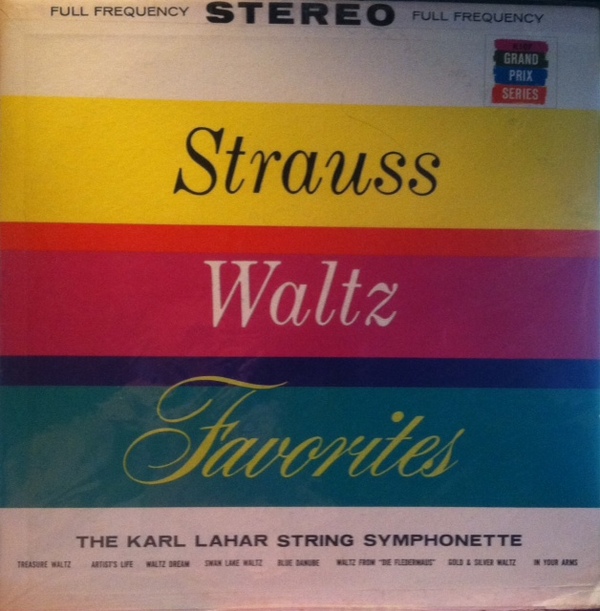 FULL FREQUENCY STEREO FULL FREQUENCY
GRAND
PRIX
SERIES
Strauss
Waltz
Favorites
THE KARL LAHAR STRING SYMPHONETTE
TREASURE WALTZ ARTIST'S LIFE WALTZ DREAM SWAN LAKE WALTZ BLUE DANUBE WALTZ FROM "DIE FLEDERMAUS" GOLD & SILVER WALTZ IN YOUR ARMS